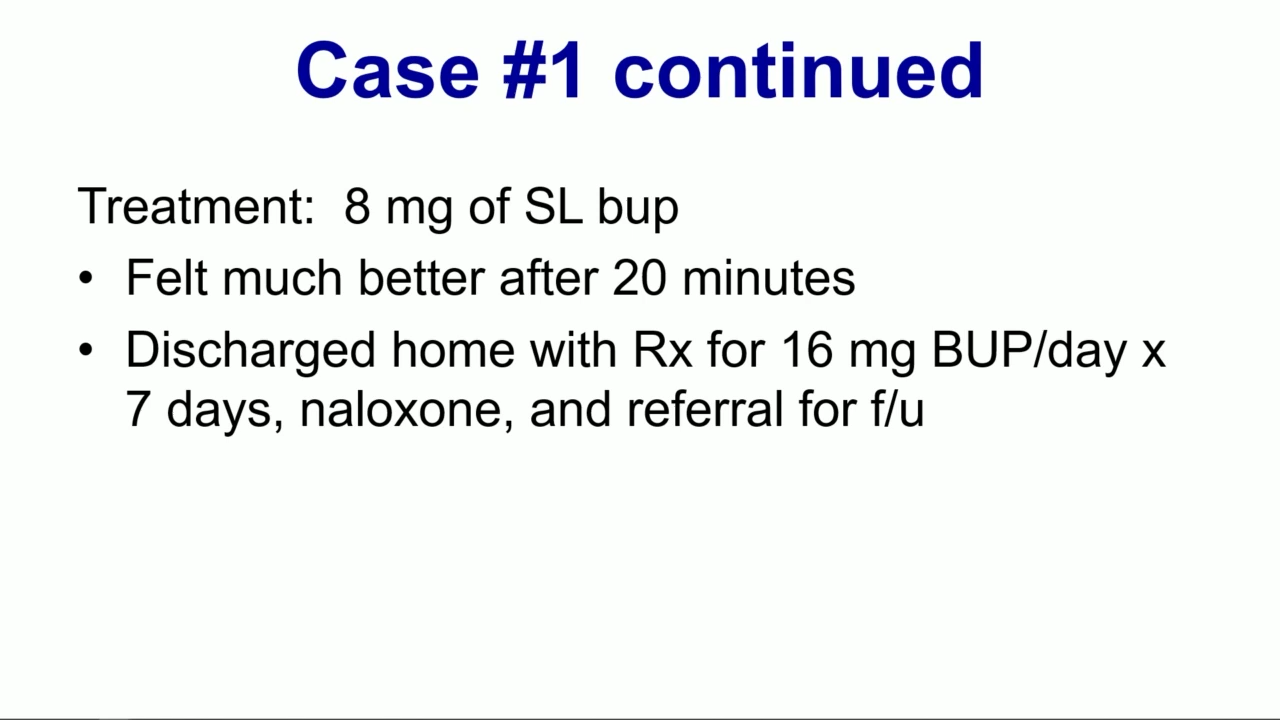 Case #1 continued
Treatment:  8 mg of SL bup
• Felt much better after 20 minutes
• Discharged home with Rx for 16 mg BUP/day x
7 days, naloxone, and referral for f/u